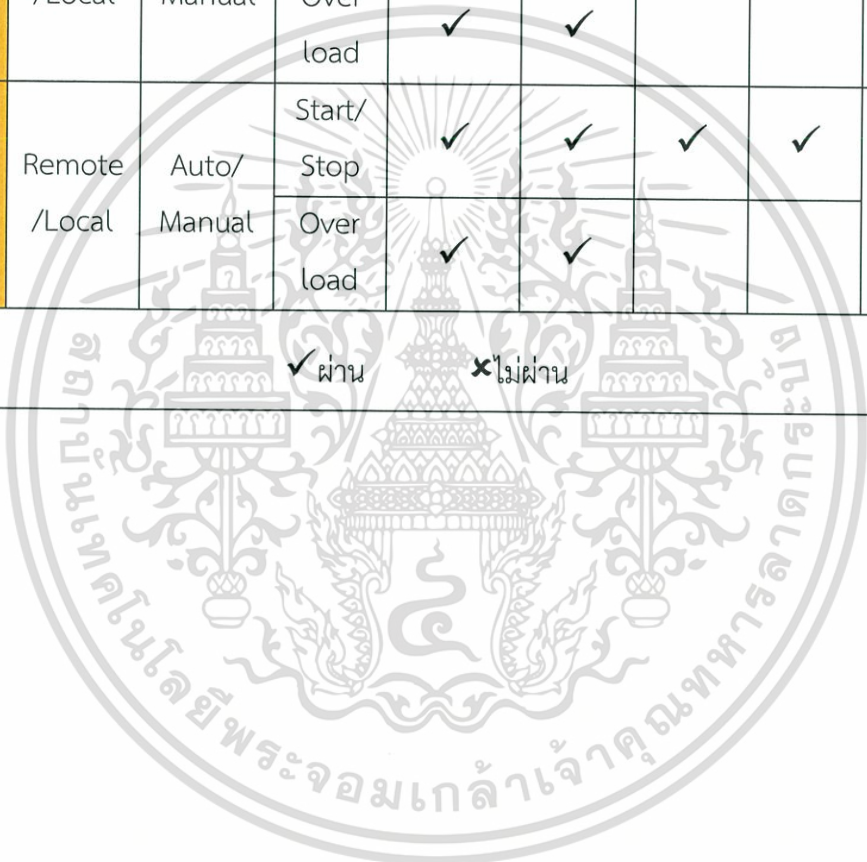 /Local Manual Over
load ✓ ✓
Start/
Stop ✓ ✓ ✓ ✓
Remote Auto/
/Local Manual Over
load ✓ ✓
✓ผ่าน ×ไม่ผ่าน
สถาบันเทคโนโลยีพระจอมเกล้าเจ้าคุณทหารลาดกระบัง